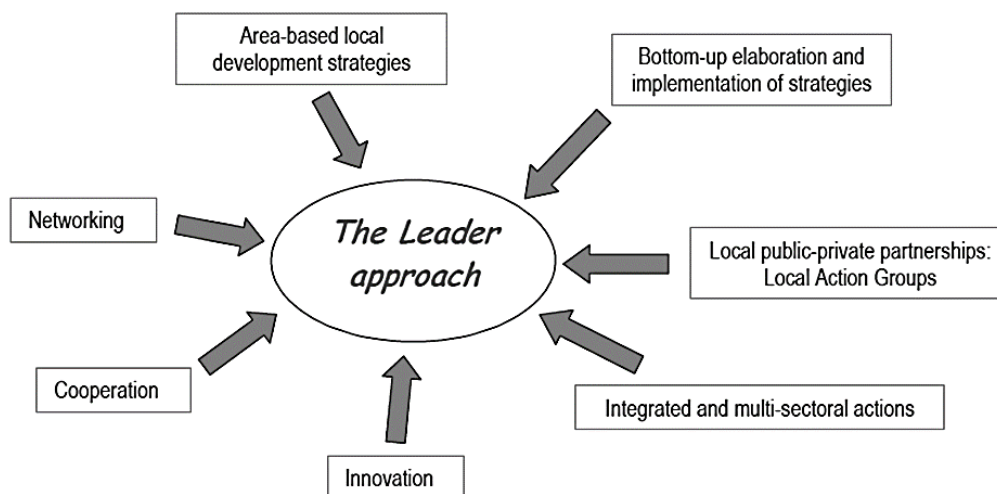 Area-based local
development strategies
Bottom-up elaboration and
implementation of strategies
Networking
The Leader
approach
Local public-private partnerships:
Local Action Groups
Cooperation
Integrated and multi-sectoral actions
Innovation